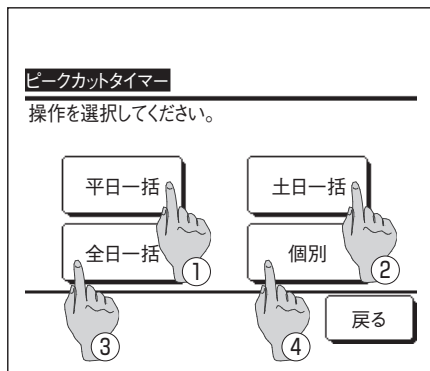 ピークカットタイマー
操作を選択してください。
平日一括
土日一括
①
②
全日一括
個別
③
④
戻る